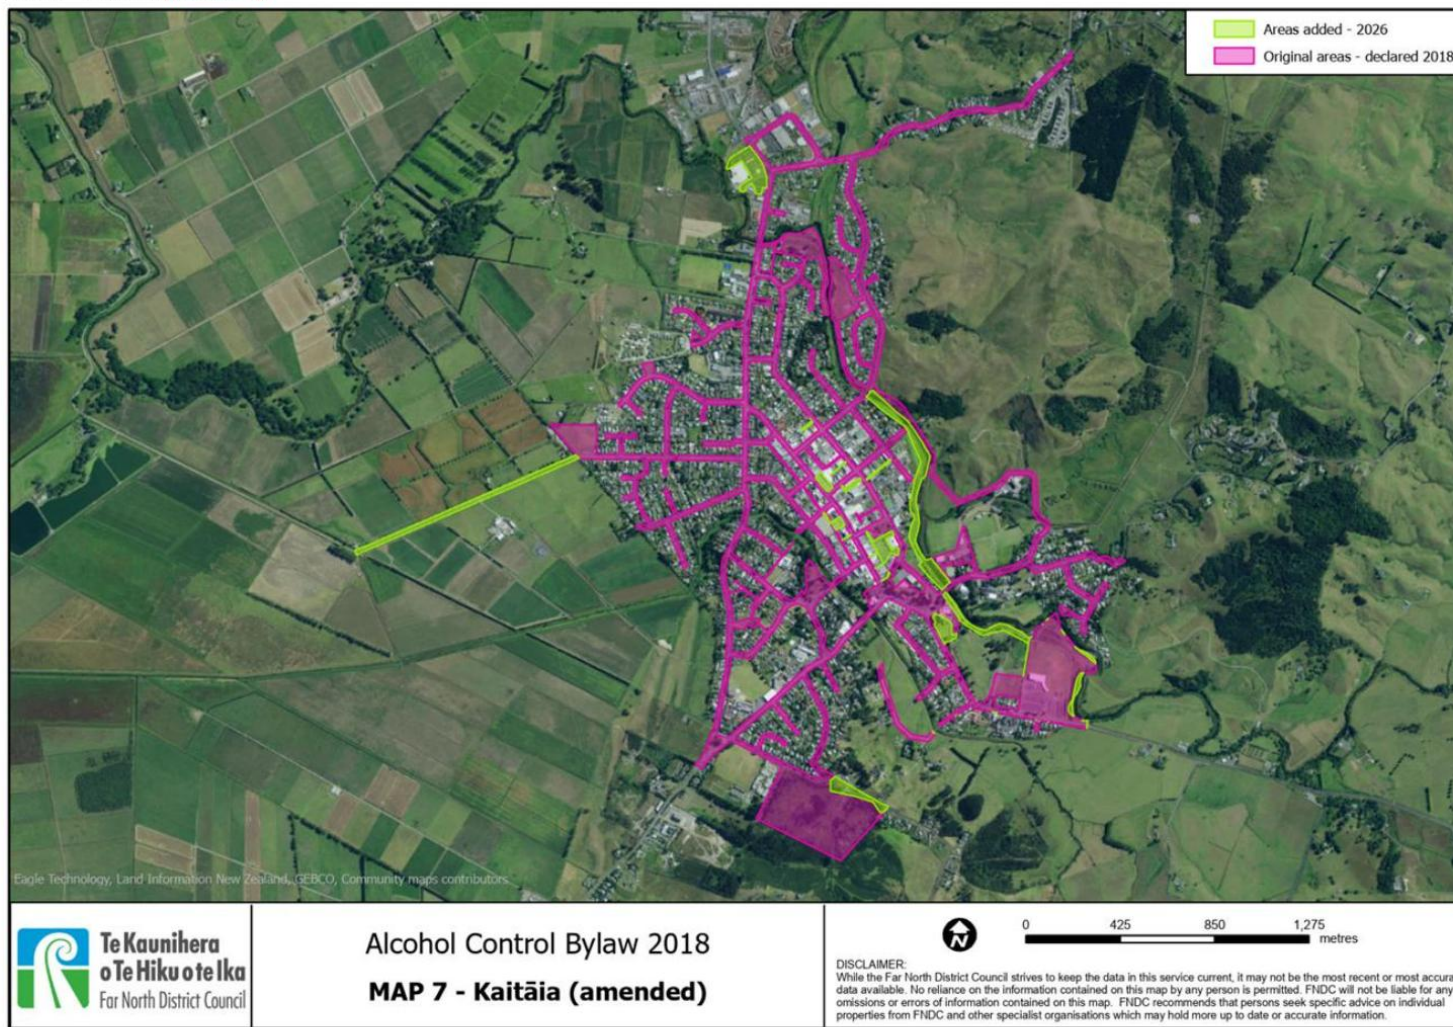 Areas added - 2026
Original areas - declared 2018
Eagle Technology, Land Information New Zealand, GEBCO, Community maps contributors
Te Kaunihera
o Te Hiku o te Ika
Far North District Council
Alcohol Control Bylaw 2018
MAP 7 - Kaitāia (amended)
N
0 425 850 1,275
metres
DISCLAIMER:
While the Far North District Council strives to keep the data in this service current, it may not be the most recent or most accura
data available. No reliance on the information contained on this map by any person is permitted. FNDC will not be liable for any
omissions or errors of information contained on this map. FNDC recommends that persons seek specific advice on individual
properties from FNDC and other specialist organisations which may hold more up to date or accurate information.